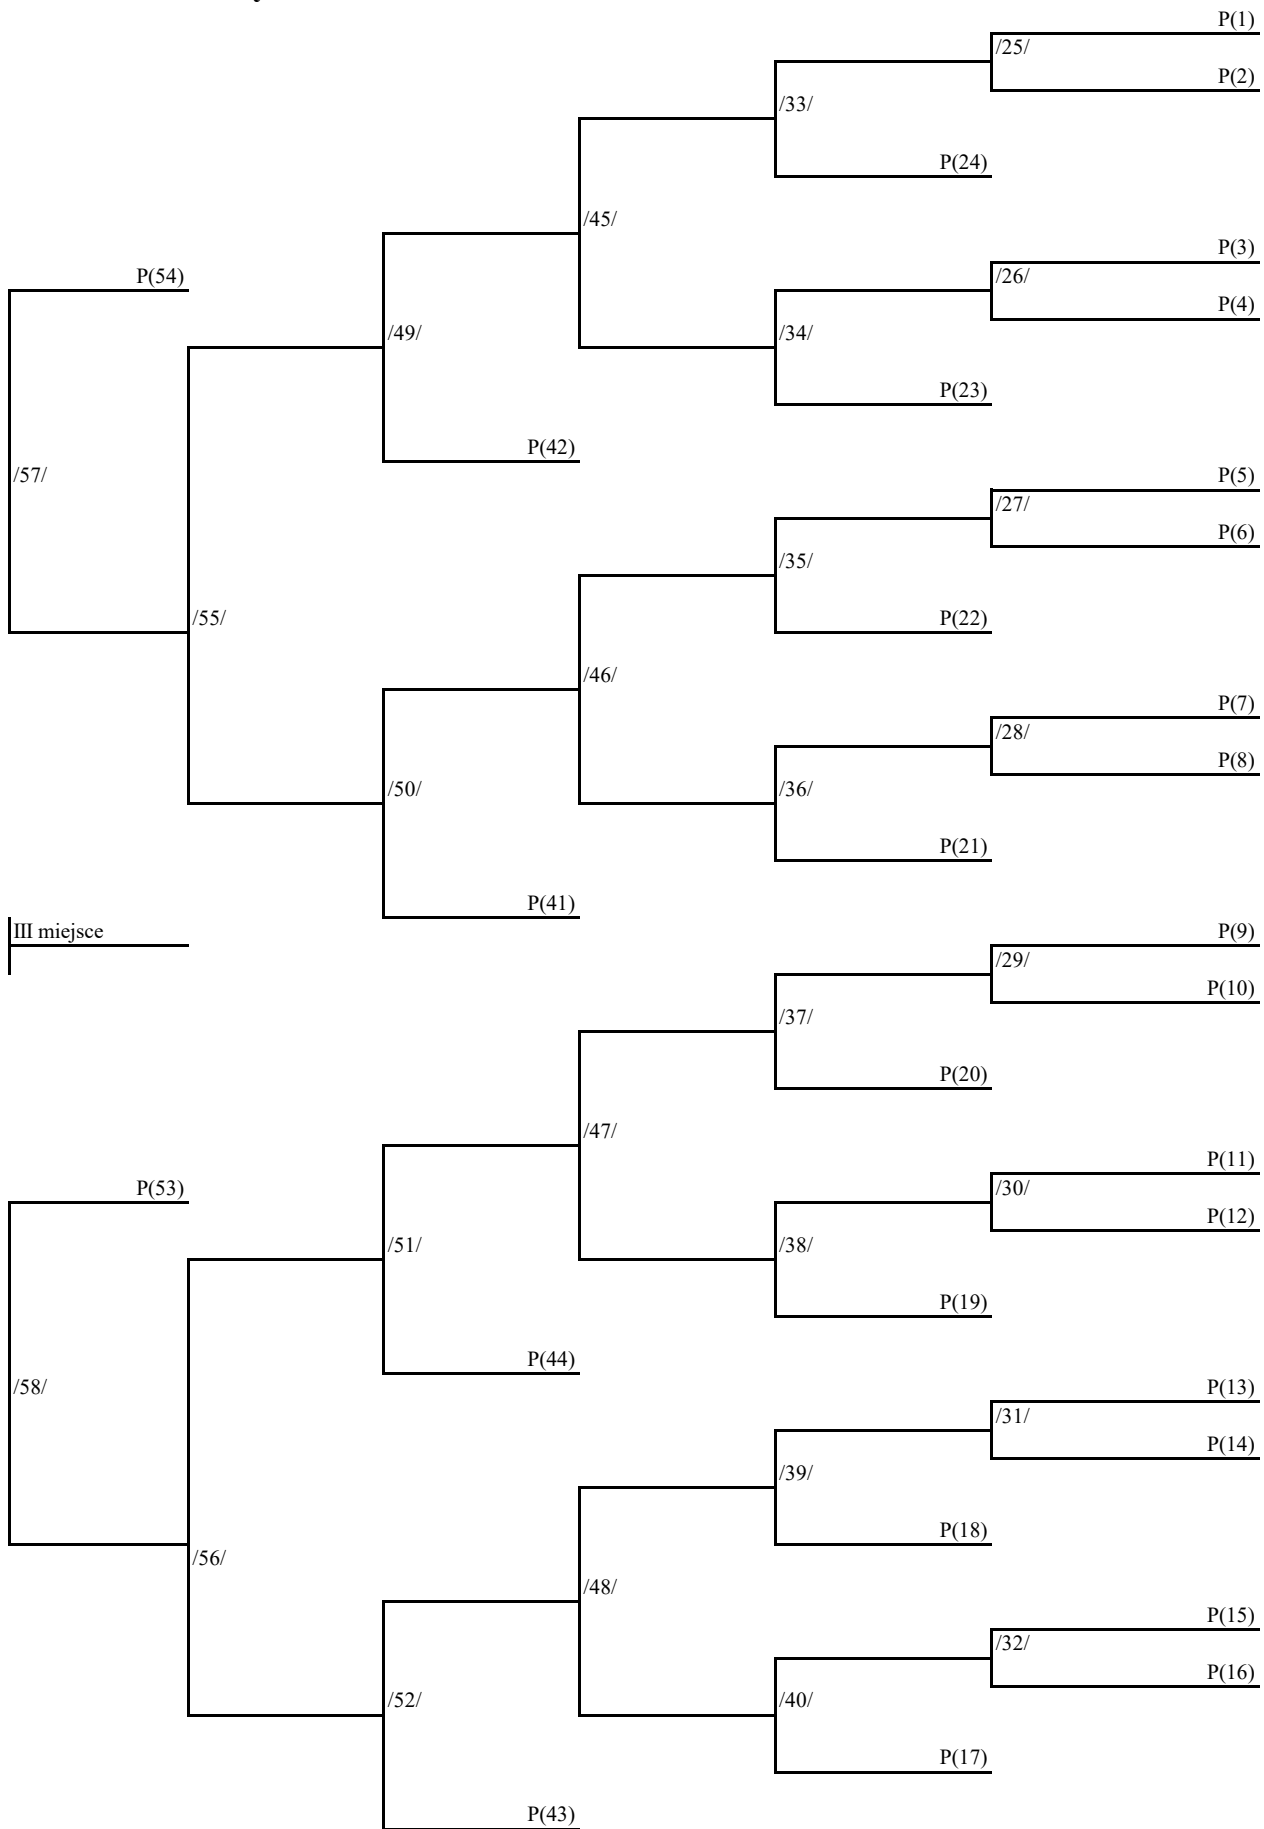 P(1)
/25/
P(2)
/33/
P(24)
/45/
P(3)
P(54)
/26/
P(4)
/49/
/34/
P(23)
P(42)
/57/
P(5)
/27/
P(6)
/35/
/55/
P(22)
/46/
P(7)
/28/
P(8)
/50/
/36/
P(21)
P(41)
III miejsce
P(9)
/29/
P(10)
/37/
P(20)
/47/
P(11)
P(53)
/30/
P(12)
/51/
/38/
P(19)
P(44)
/58/
P(13)
/31/
P(14)
/39/
P(18)
/56/
/48/
P(15)
/32/
P(16)
/52/
/40/
P(17)
P(43)